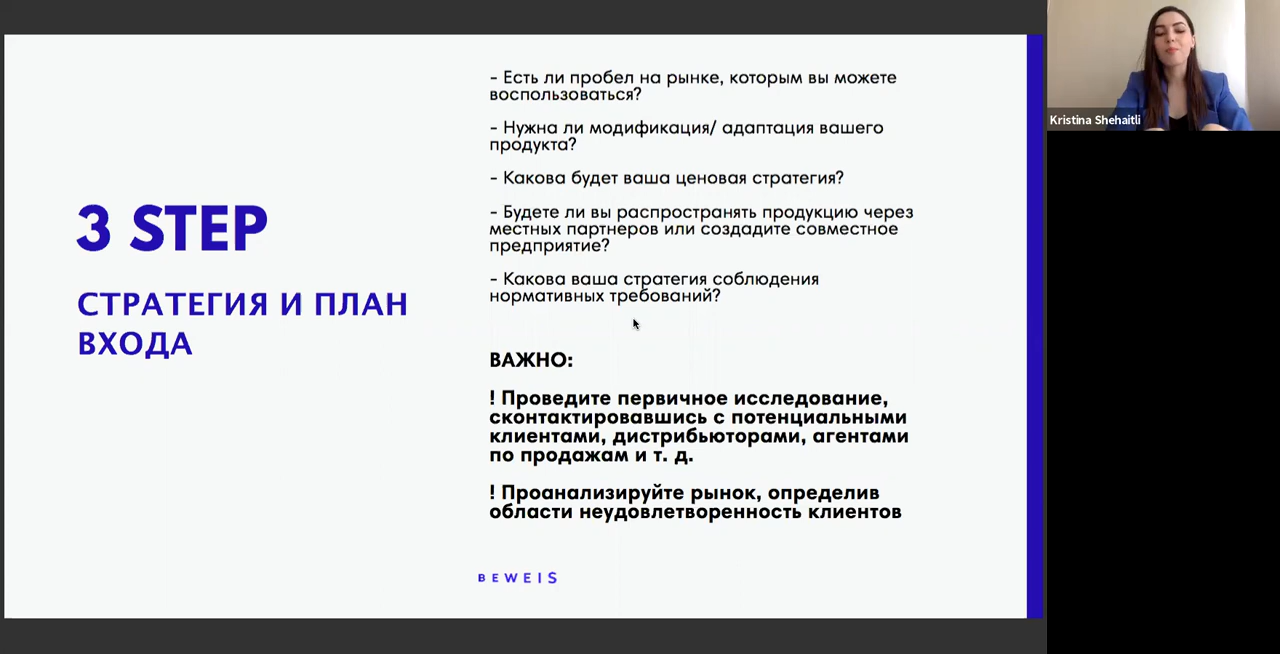 3 STEP
СТРАТЕГИЯ И ПЛАН
ВХОДА
- Есть ли пробел на рынке, которым вы можете
воспользоваться?
- Нужна ли модификация/ адаптация вашего
продукта?
- Какова будет ваша ценовая стратегия?
- Будете ли вы распространять продукцию через
местных партнеров или создадите совместное
предприятие?
- Какова ваша стратегия соблюдения
нормативных требований?
ВАЖНО:
! Проведите первичное исследование,
сконтактировавшись с потенциальными
клиентами, дистрибьюторами, агентами
по продажам и т. д.
! Проанализируйте рынок, определив
области неудовлетворенность клиентов
BEWEIS
Kristina Shehaitli